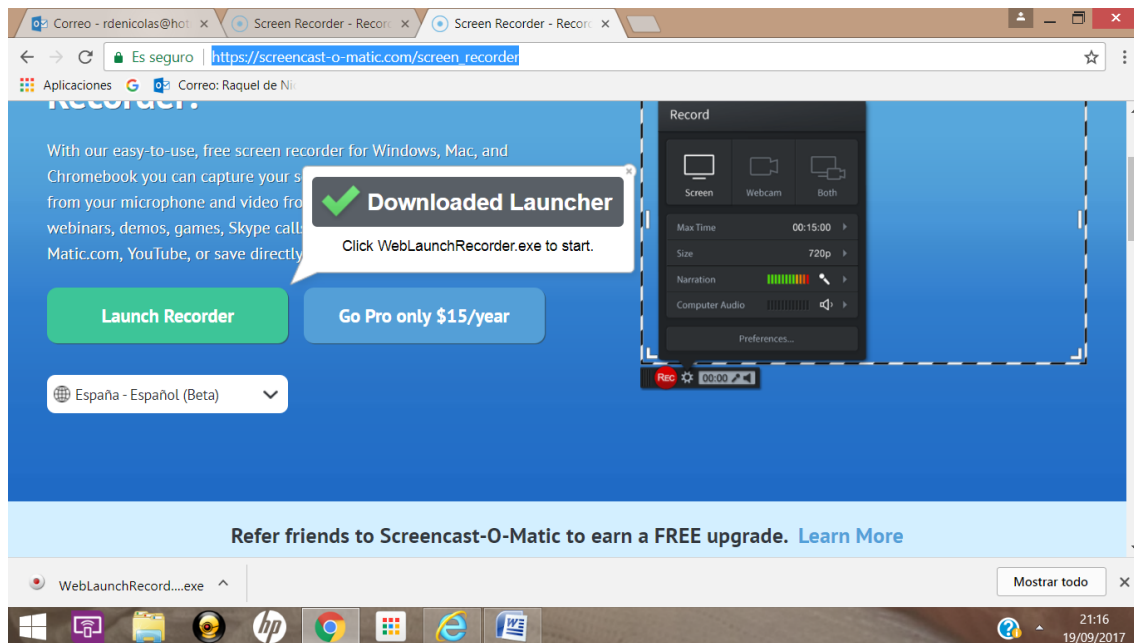 Correo - rdenicolas@hot
Screen Recorder - Recor
Screen Recorder - Recor
Es seguro
https://screencast-o-matic.com/screen_recorder
Aplicaciones
Correo: Raquel de Ni
Recorder.
With our easy-to-use, free screen recorder for Windows, Mac, and
Chromebook you can capture your s
from your microphone and video fro
webinars, demos, games, Skype call
Matic.com, YouTube, or save directly
Downloaded Launcher
Click WebLaunchRecorder.exe to start.
Launch Recorder
Go Pro only $15/year
España - Español (Beta)
Record
Screen
Webcam
Both
Max Time 00:15:00
Size 720p
Narration
Computer Audio
Preferences...
REC
00:00
Refer friends to Screencast-O-Matic to earn a FREE upgrade. Learn More
WebLaunchRecord....exe
Mostrar todo
hp
21:16
19/09/2017